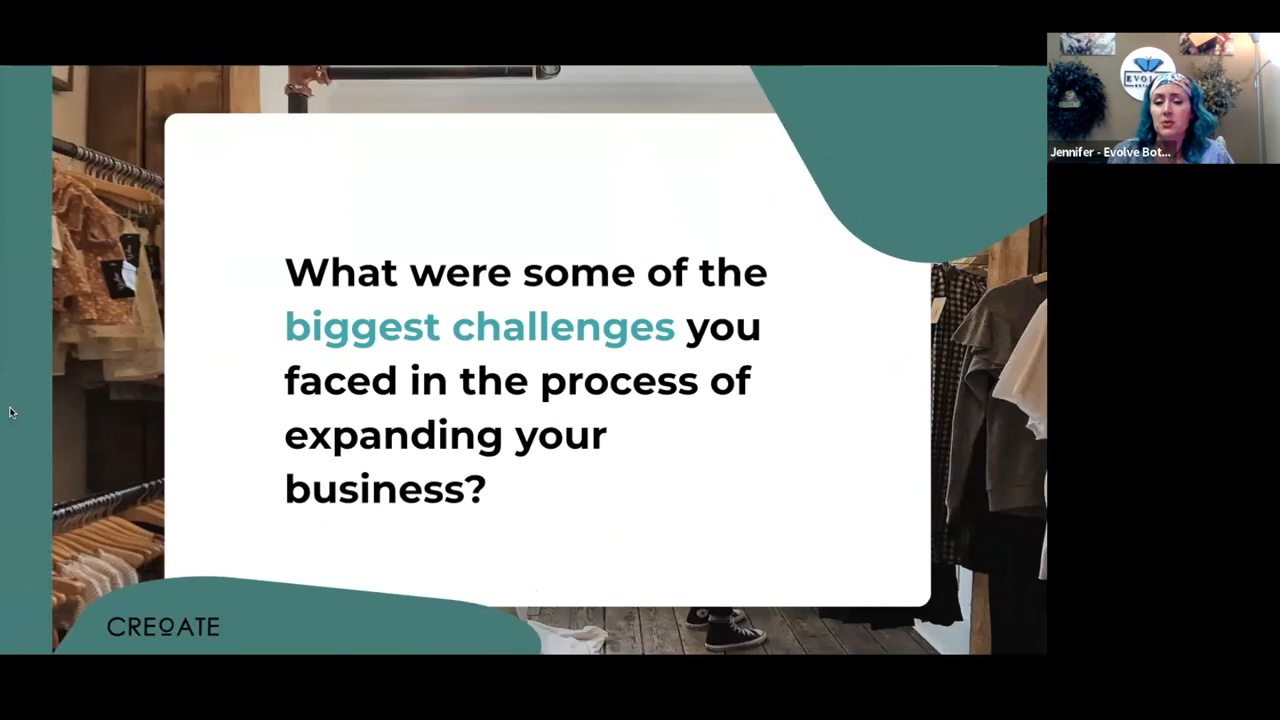 What were some of the
biggest challenges you
faced in the process of
expanding your
business?
CREOATE
Jennifer - Evolve Bot...